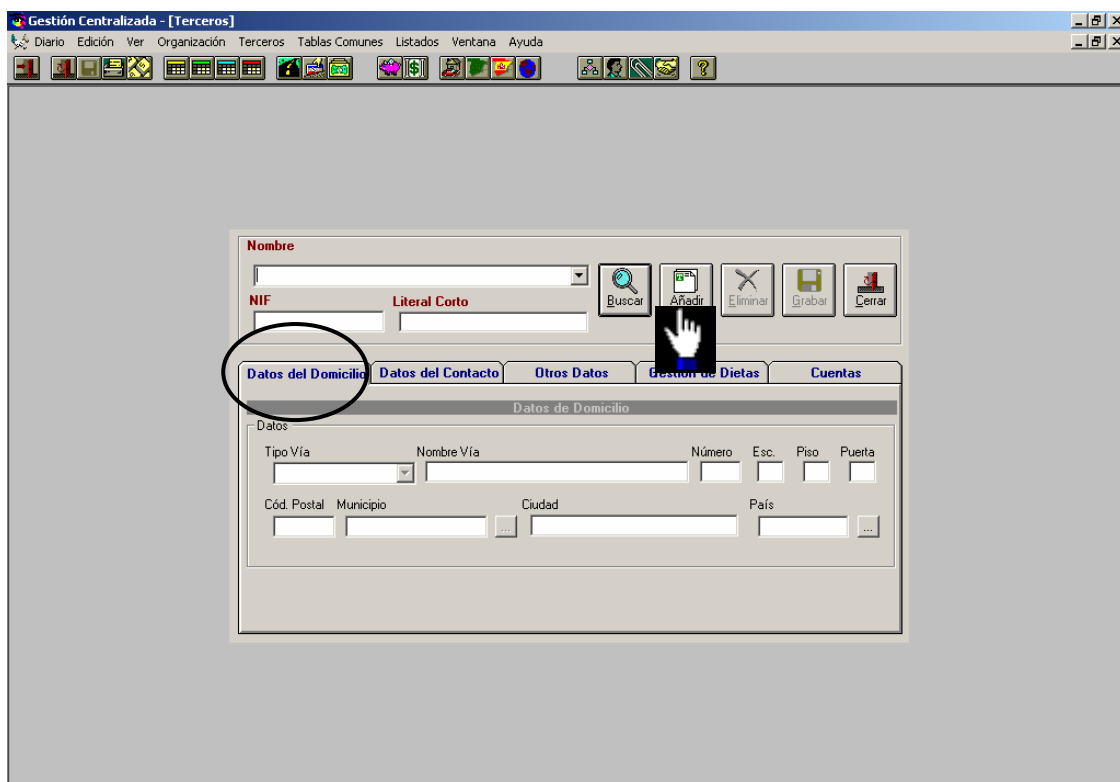 Gestión Centralizada - [Terceros]
Diario Edición Ver Organización Terceros Tablas Comunes Listados Ventana Ayuda
Nombre
Buscar Añadir Eliminar Grabar Cerrar
NIF Literal Corto
Datos del Domicilio Datos del Contacto Otros Datos Gestión de Dietas Cuentas
Datos de Domicilio
Datos
Tipo Vía Nombre Vía Número Esc. Piso Puerta
Cód. Postal Municipio Ciudad País
... ...